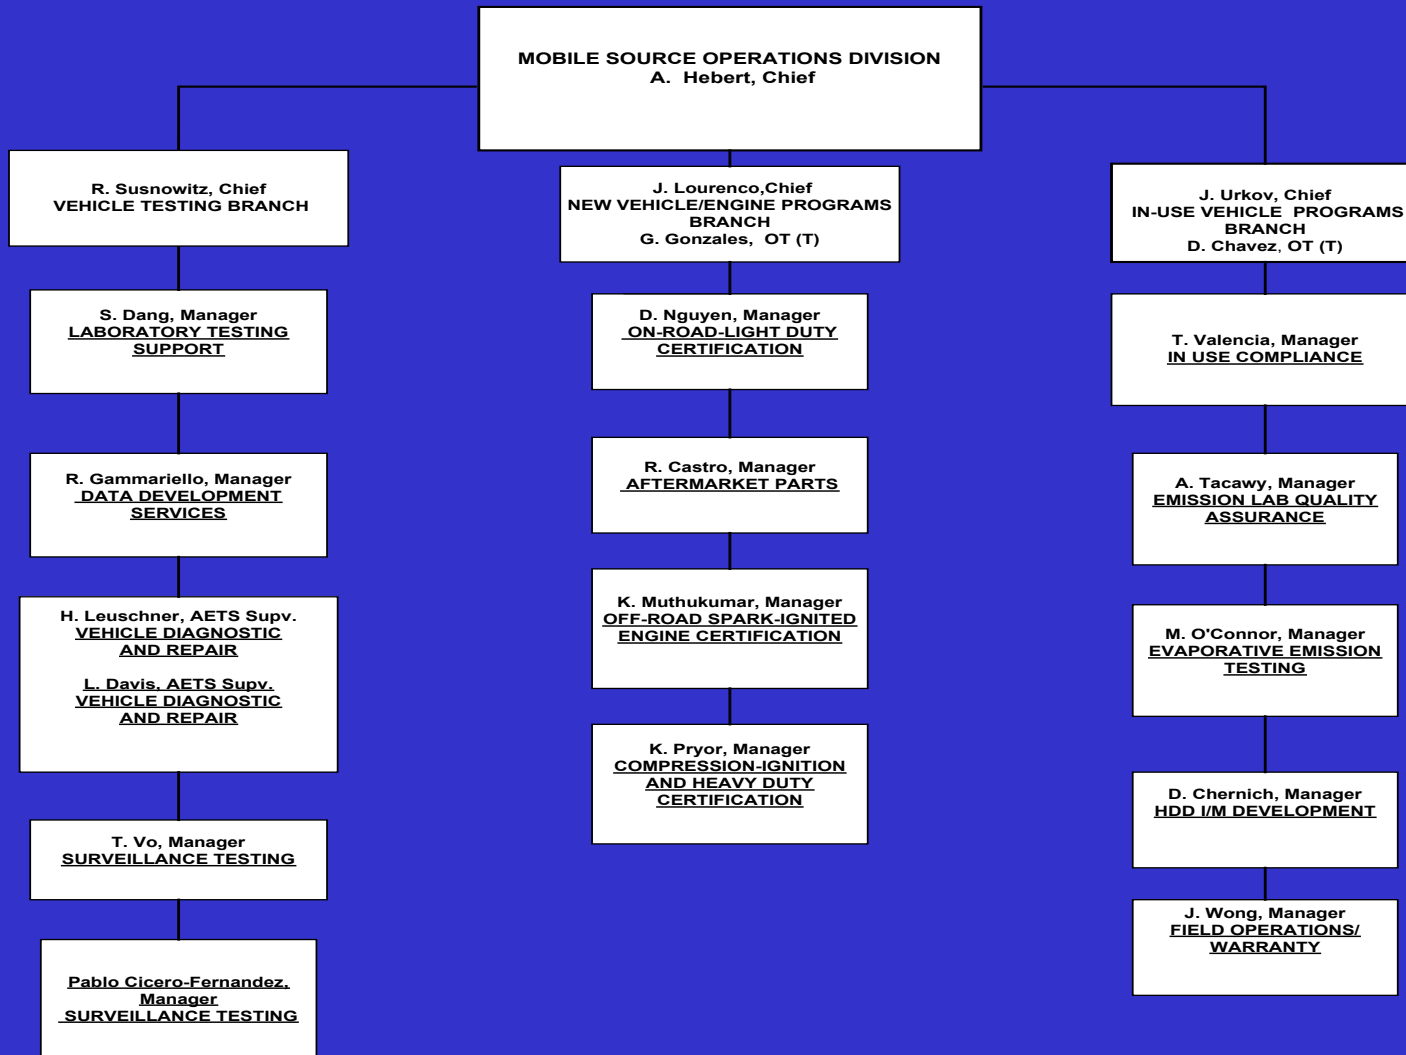 MOBILE SOURCE OPERATIONS DIVISION
A. Hebert, Chief
R. Susnowitz, Chief
VEHICLE TESTING BRANCH
S. Dang, Manager
LABORATORY TESTING
SUPPORT
R. Gammariello, Manager
DATA DEVELOPMENT
SERVICES
H. Leuschner, AETS Supv.
VEHICLE DIAGNOSTIC
AND REPAIR
L. Davis, AETS Supv.
VEHICLE DIAGNOSTIC
AND REPAIR
T. Vo, Manager
SURVEILLANCE TESTING
Pablo Cicero-Fernandez,
Manager
SURVEILLANCE TESTING
J. Lourenco,Chief
NEW VEHICLE/ENGINE PROGRAMS
BRANCH
G. Gonzales, OT (T)
D. Nguyen, Manager
ON-ROAD-LIGHT DUTY
CERTIFICATION
R. Castro, Manager
AFTERMARKET PARTS
K. Muthukumar, Manager
OFF-ROAD SPARK-IGNITED
ENGINE CERTIFICATION
K. Pryor, Manager
COMPRESSION-IGNITION
AND HEAVY DUTY
CERTIFICATION
J. Urkov, Chief
IN-USE VEHICLE PROGRAMS
BRANCH
D. Chavez, OT (T)
T. Valencia, Manager
IN USE COMPLIANCE
A. Tacawy, Manager
EMISSION LAB QUALITY
ASSURANCE
M. O'Connor, Manager
EVAPORATIVE EMISSION
TESTING
D. Chernich, Manager
HDD I/M DEVELOPMENT
J. Wong, Manager
FIELD OPERATIONS/
WARRANTY